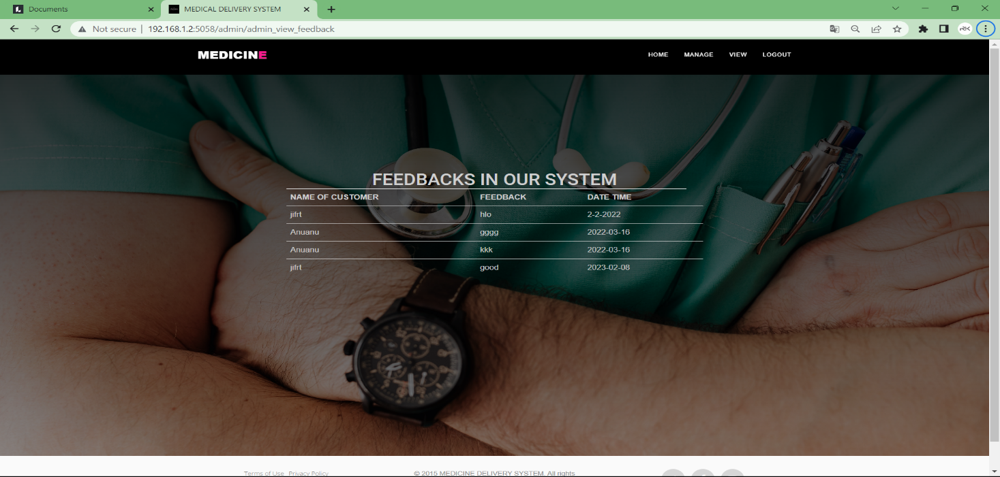 Documents
MEDICAL DELIVERY SYSTEM
Not secure | 192.168.1.2:5058/admin/admin_view_feedback
MEDICINE
HOME MANAGE VIEW LOGOUT
FEEDBACKS IN OUR SYSTEM
NAME OF CUSTOMER FEEDBACK DATE TIME
jifrt hlo 2-2-2022
Anuanu gggg 2022-03-16
Anuanu kkk 2022-03-16
jifrt good 2023-02-08
Terms of Use Privacy Policy © 2015 MEDICINE DELIVERY SYSTEM. All rights